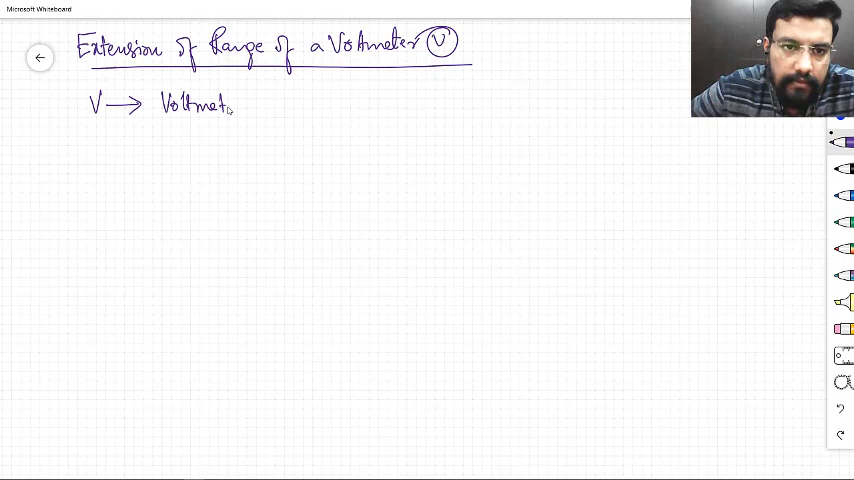 Microsoft Whiteboard
Extension of Range of a Voltmeter V'
V → Voltmet